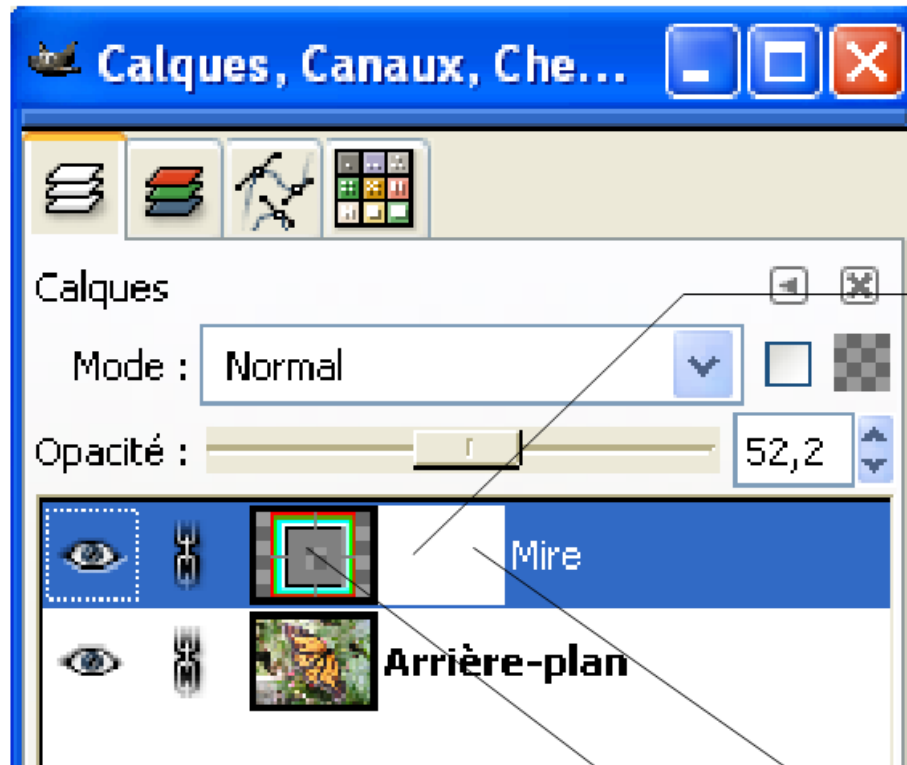 Calques, Canaux, Che...
Calques
Mode : Normal
Opacité : 52,2
Mire
Arrière-plan